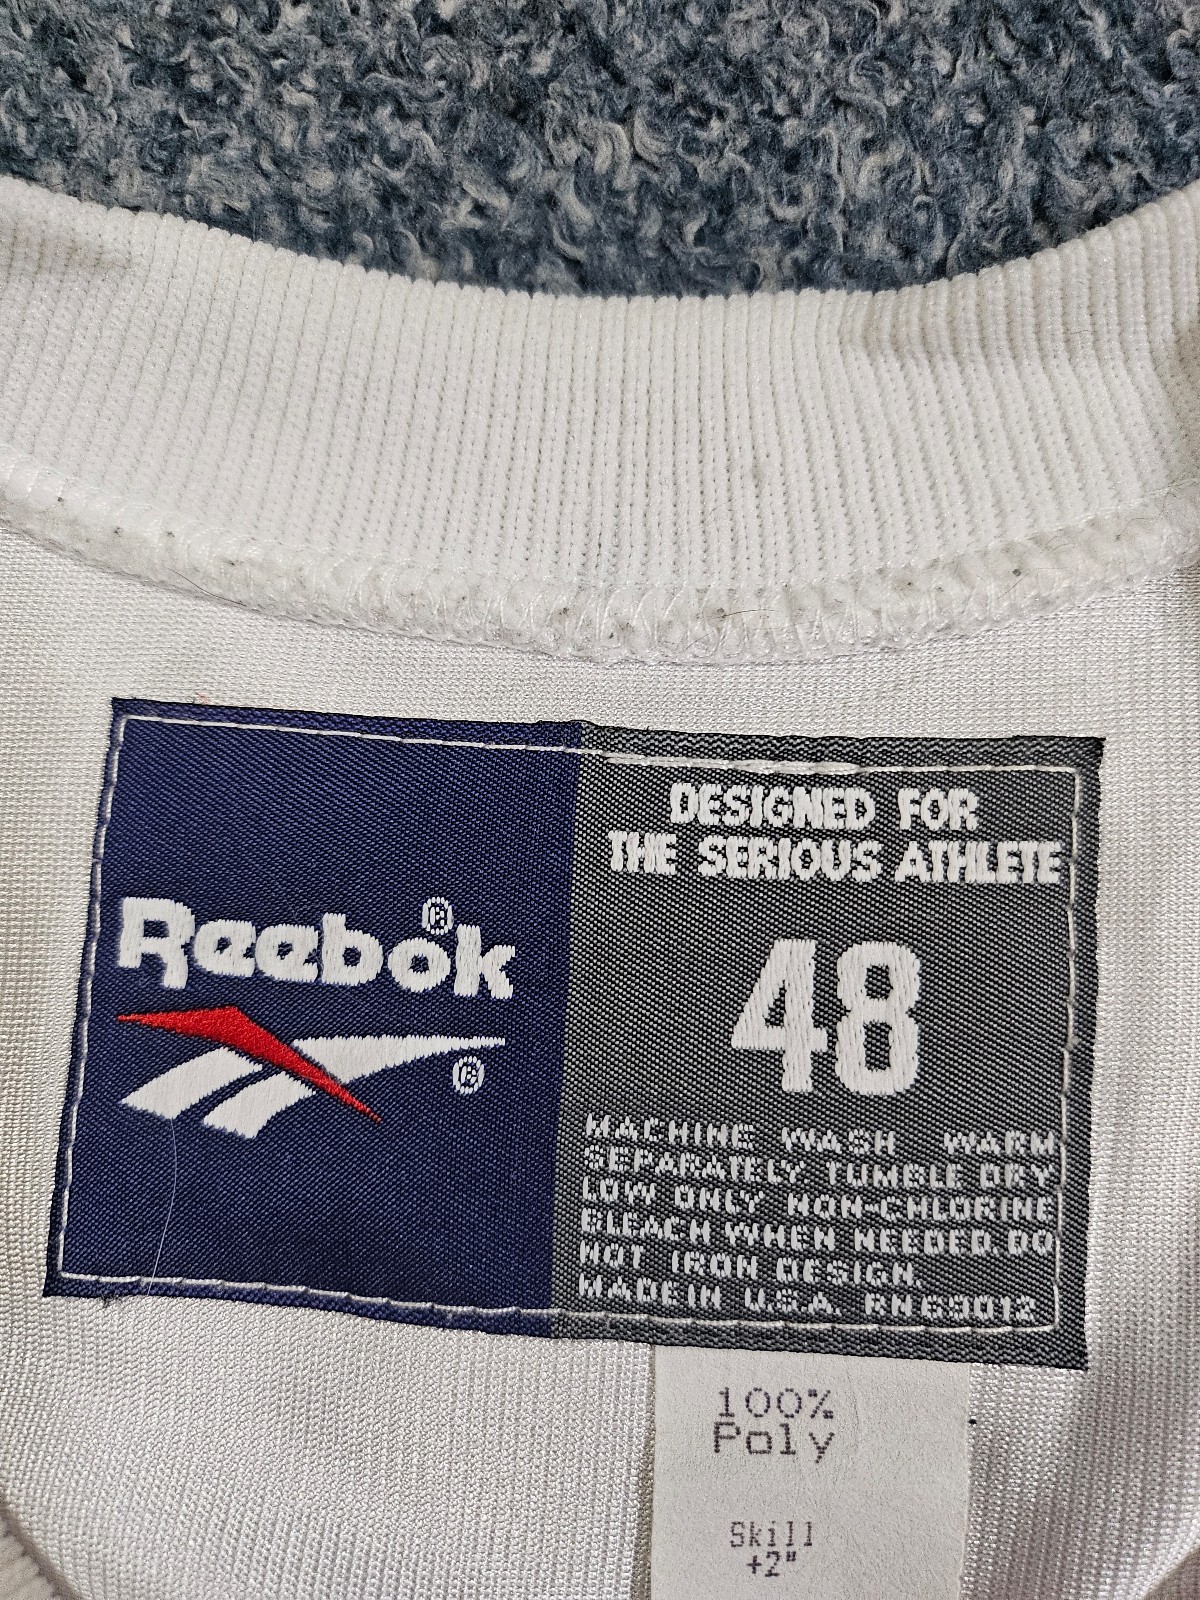 Reebok®
®
DESIGNED FOR
THE SERIOUS ATHLETE
48
MACHINE WASH WARM
SEPARATELY. TUMBLE DRY
LOW ONLY NON-CHLORINE
BLEACH WHEN NEEDED. DO
NOT IRON DESIGN.
MADE IN U.S.A. RN69012
100%
Poly
Skill
+2"